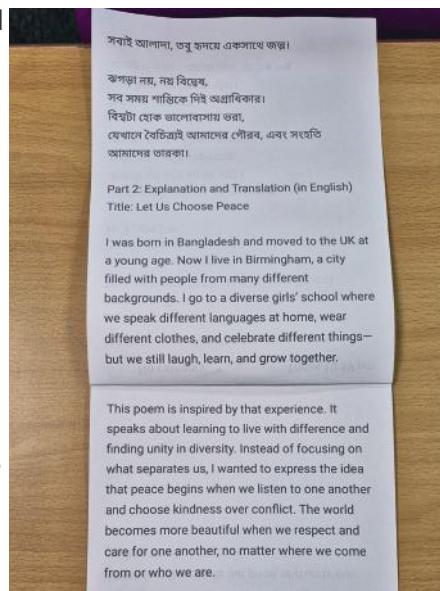 সবাই আলাদা, তবু হৃদয়ে একসাথে জন্ম।
ঝগড়া নয়, নয় বিদ্বেষ,
সব সময় শান্তিকে দিই অগ্রাধিকার।
বিশ্বটা হোক ভালোবাসায় ভরা,
যেখানে বৈচিত্র্যই আমাদের গৌরব, এবং সংহতি
আমাদের তারকা।
Part 2: Explanation and Translation (in English)
Title: Let Us Choose Peace
I was born in Bangladesh and moved to the UK at
a young age. Now I live in Birmingham, a city
filled with people from many different
backgrounds. I go to a diverse girls' school where
we speak different languages at home, wear
different clothes, and celebrate different things—
but we still laugh, learn, and grow together.
This poem is inspired by that experience. It
speaks about learning to live with difference and
finding unity in diversity. Instead of focusing on
what separates us, I wanted to express the idea
that peace begins when we listen to one another
and choose kindness over conflict. The world
becomes more beautiful when we respect and
care for one another, no matter where we come
from or who we are.